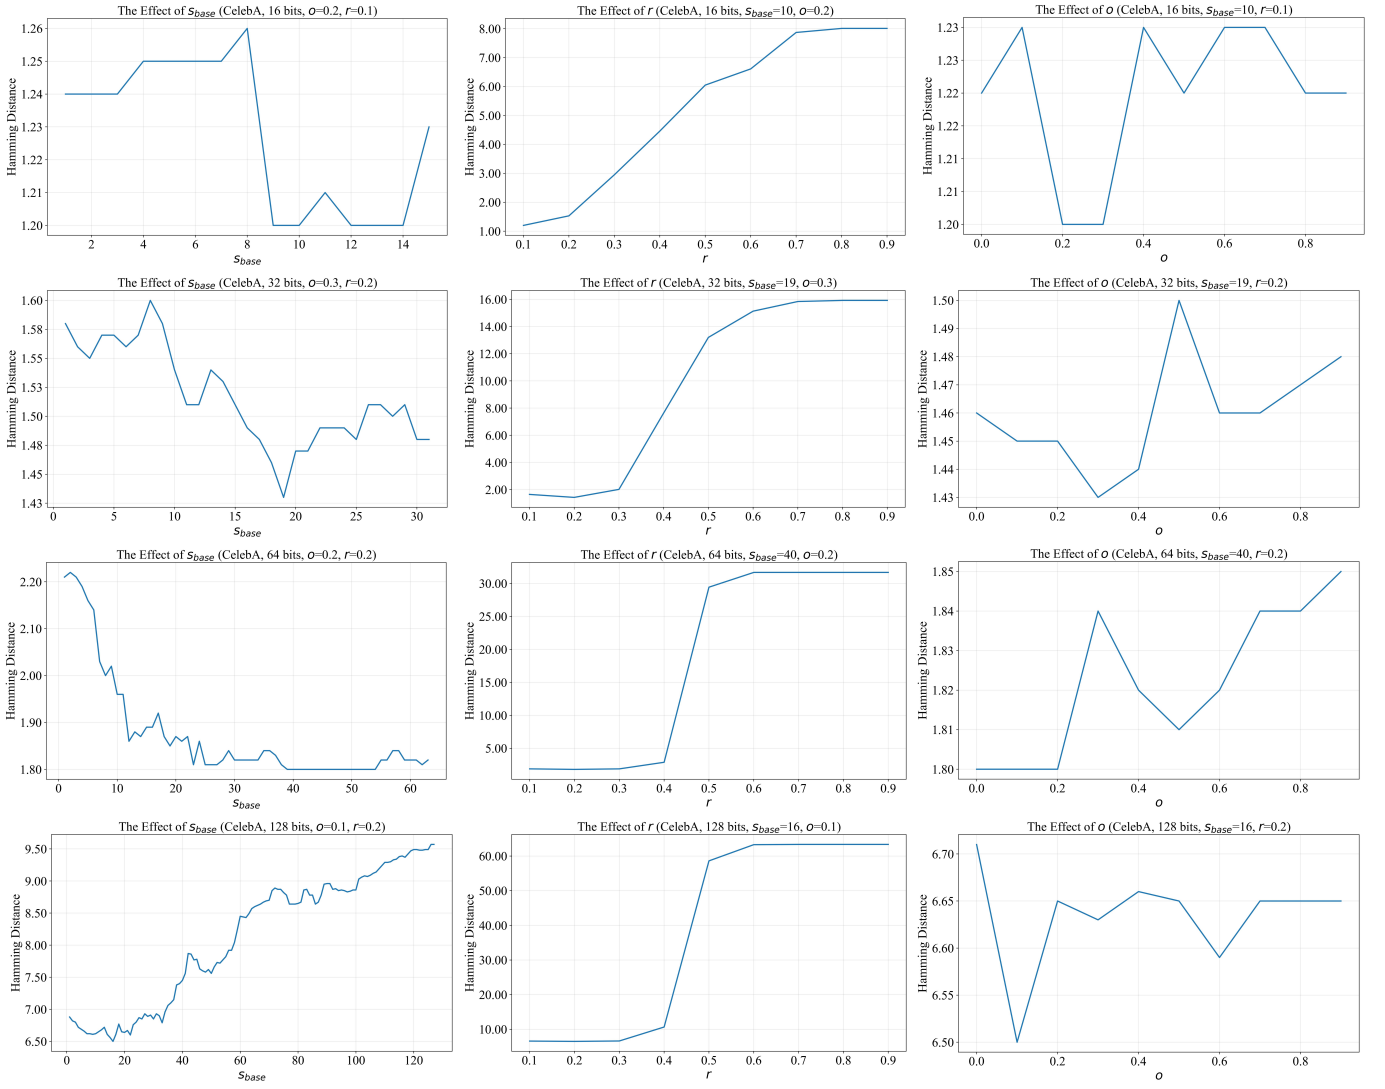 The Effect of s_base (CelebA, 16 bits, o=0.2, r=0.1)
Hamming Distance
1.26
1.25
1.24
1.23
1.22
1.21
1.20
2 4 6 8 10 12 14
s_base
The Effect of r (CelebA, 16 bits, s_base=10, o=0.2)
Hamming Distance
8.00
7.00
6.00
5.00
4.00
3.00
2.00
1.00
0.1 0.2 0.3 0.4 0.5 0.6 0.7 0.8 0.9
r
The Effect of o (CelebA, 16 bits, s_base=10, r=0.1)
Hamming Distance
1.23
1.23
1.22
1.22
1.21
1.21
1.20
0.0 0.2 0.4 0.6 0.8
o
The Effect of s_base (CelebA, 32 bits, o=0.3, r=0.2)
Hamming Distance
1.60
1.58
1.55
1.53
1.50
1.48
1.45
1.43
0 5 10 15 20 25 30
s_base
The Effect of r (CelebA, 32 bits, s_base=19, o=0.3)
Hamming Distance
16.00
14.00
12.00
10.00
8.00
6.00
4.00
2.00
0.1 0.2 0.3 0.4 0.5 0.6 0.7 0.8 0.9
r
The Effect of o (CelebA, 32 bits, s_base=19, r=0.2)
Hamming Distance
1.50
1.49
1.48
1.47
1.46
1.45
1.44
1.43
0.0 0.2 0.4 0.6 0.8
o
The Effect of s_base (CelebA, 64 bits, o=0.2, r=0.2)
Hamming Distance
2.20
2.10
2.00
1.90
1.80
0 10 20 30 40 50 60
s_base
The Effect of r (CelebA, 64 bits, s_base=40, o=0.2)
Hamming Distance
30.00
25.00
20.00
15.00
10.00
5.00
0.1 0.2 0.3 0.4 0.5 0.6 0.7 0.8 0.9
r
The Effect of o (CelebA, 64 bits, s_base=40, r=0.2)
Hamming Distance
1.85
1.84
1.83
1.82
1.81
1.80
0.0 0.2 0.4 0.6 0.8
o
The Effect of s_base (CelebA, 128 bits, o=0.1, r=0.2)
Hamming Distance
9.50
9.00
8.50
8.00
7.50
7.00
6.50
0 20 40 60 80 100 120
s_base
The Effect of r (CelebA, 128 bits, s_base=16, o=0.1)
Hamming Distance
60.00
50.00
40.00
30.00
20.00
10.00
0.1 0.2 0.3 0.4 0.5 0.6 0.7 0.8 0.9
r
The Effect of o (CelebA, 128 bits, s_base=16, r=0.2)
Hamming Distance
6.70
6.65
6.60
6.55
6.50
0.0 0.2 0.4 0.6 0.8
o